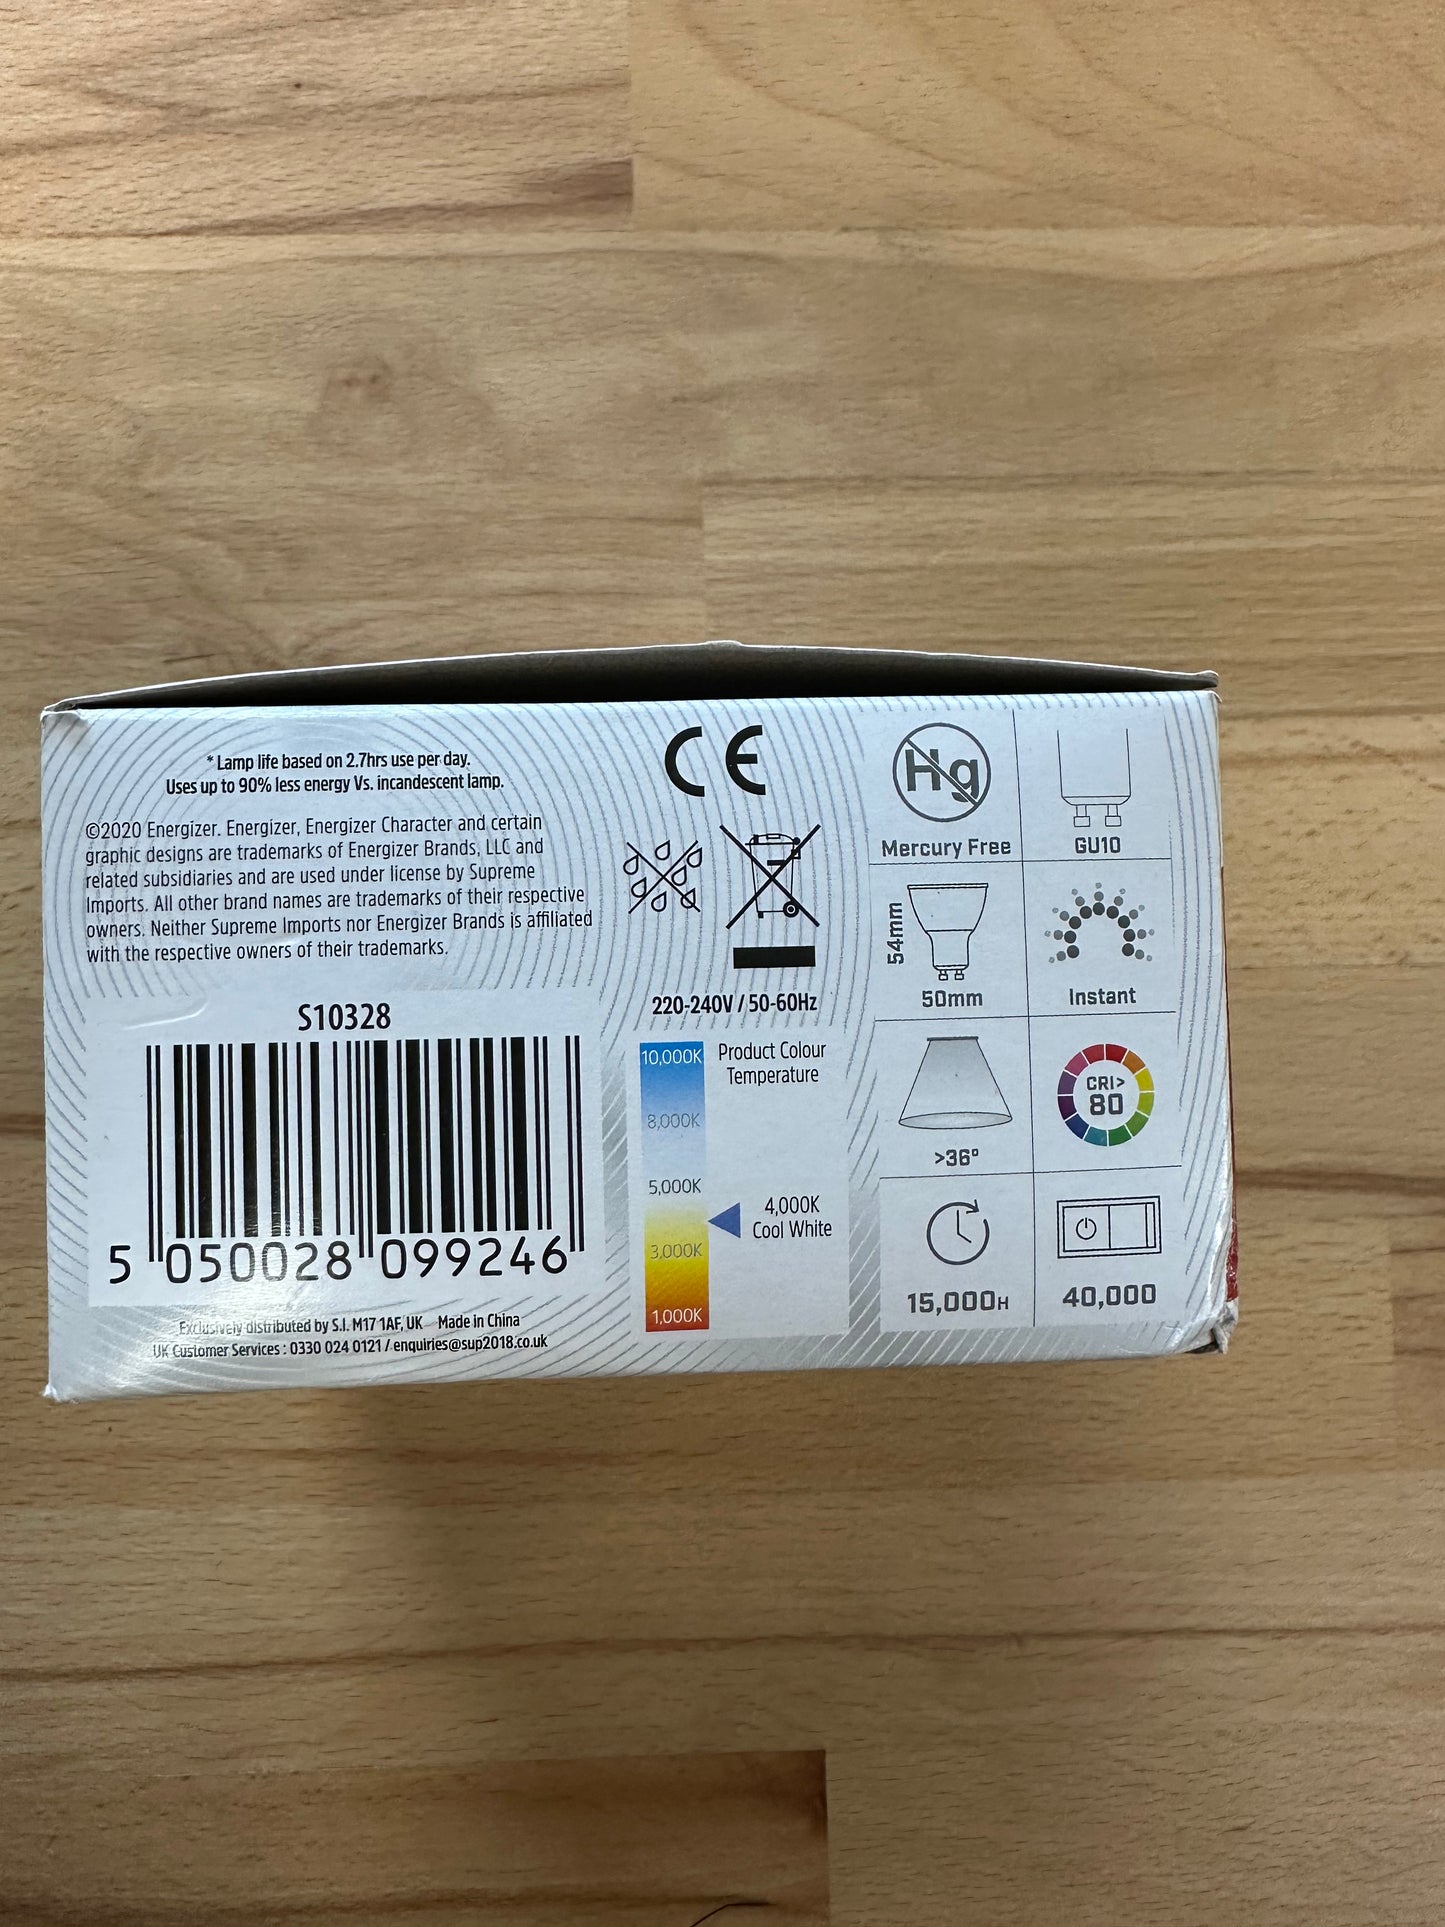 * Lamp life based on 2.7hrs use per day.
Uses up to 90% less energy Vs. incandescent lamp.
©2020 Energizer. Energizer, Energizer Character and certain
graphic designs are trademarks of Energizer Brands, LLC and
related subsidiaries and are used under license by Supreme
Imports. All other brand names are trademarks of their respective
owners. Neither Supreme Imports nor Energizer Brands is affiliated
with the respective owners of their trademarks.
S10328
5 050028 099246
Exclusively distributed by S.I. M17 1AF, UK Made in China
UK Customer Services : 0330 024 0121 / enquiries@sup2018.co.uk
CE
220-240V / 50-60Hz
10,000K
8,000K
5,000K
3,000K
1,000K
Product Colour
Temperature
4,000K
Cool White
Hg
Mercury Free
GU10
54mm
50mm
Instant
>36°
CRI>
80
15,000H
40,000